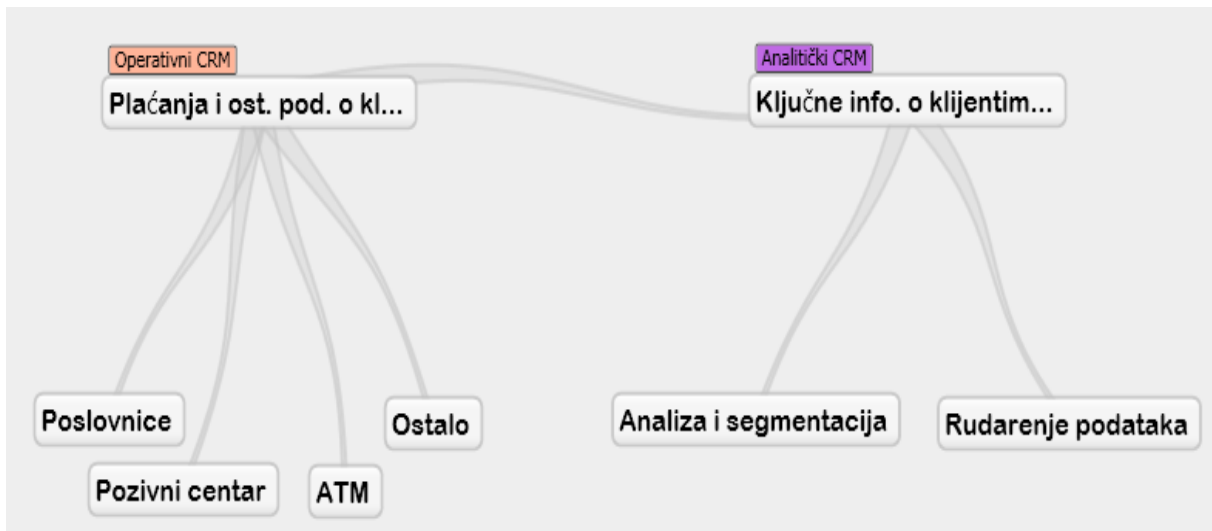 Operativni CRM
Plaćanja i ost. pod. o kl...
Analitički CRM
Ključne info. o klijentim...
Poslovnice
Pozivni centar
ATM
Ostalo
Analiza i segmentacija
Rudarenje podataka